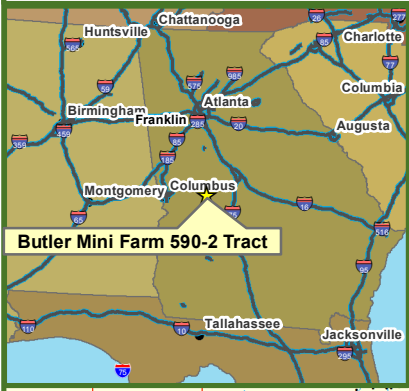 Chattanooga
26
277
Huntsville
565
85
Charlotte
77
985
575
59
Columbia
Atlanta
Birmingham
Franklin
285
20
459
Augusta
359
85
185
Columbus
Montgomery
65
75
16
516
Butler Mini Farm 590-2 Tract
95
110
10
Tallahassee
Jacksonville
295
75